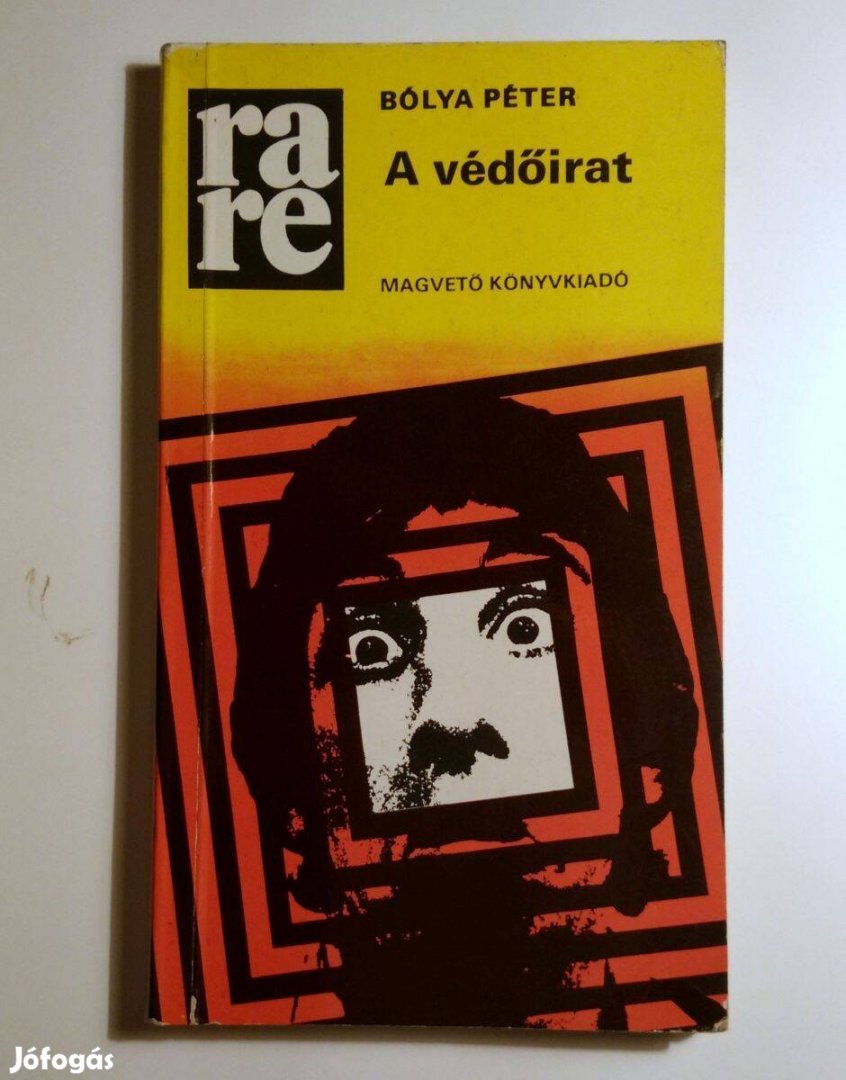 ra
re
BÓLYA PÉTER
A védőirat
MAGVETŐ KÖNYVKIADÓ
Jófogás